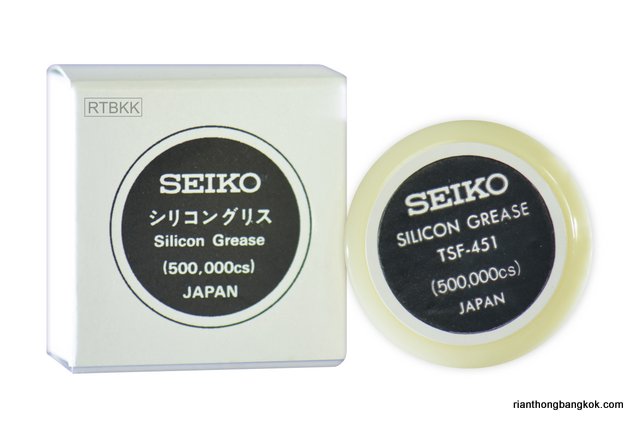 RTBKK
SEIKO
シリコングリス
Silicon Grease
(500,000cs)
JAPAN
SEIKO
SILICON GREASE
TSF-451
(500,000cs)
JAPAN
rianthongbangkok.com